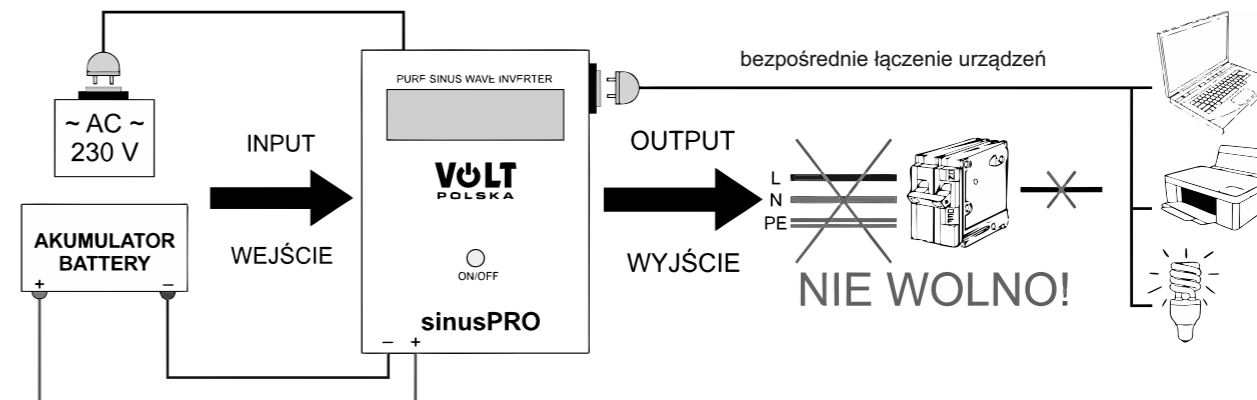 ~ AC ~
230 V
AKUMULATOR
BATTERY
+
–
INPUT
WEJŚCIE
PURE SINUS WAVE INVERTER
VOLT
POLSKA
ON/OFF
sinusPRO
– +
bezpośrednie łączenie urządzeń
OUTPUT
WYJŚCIE
L
N
PE
NIE WOLNO!